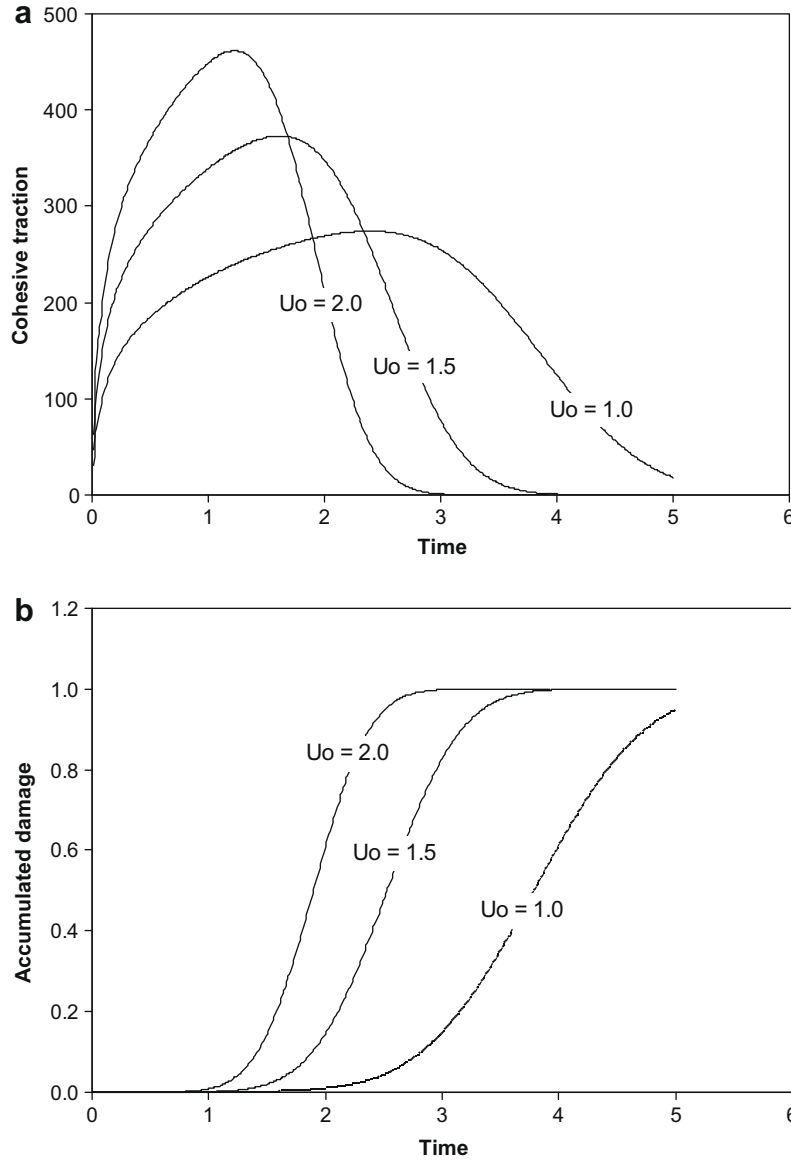 a
500
400
300
200
100
0
Cohesive traction
Uo = 2.0
Uo = 1.5
Uo = 1.0
0 1 2 3 4 5 6
Time
b
1.2
1.0
0.8
0.6
0.4
0.2
0.0
Accumulated damage
Uo = 2.0
Uo = 1.5
Uo = 1.0
0 1 2 3 4 5 6
Time